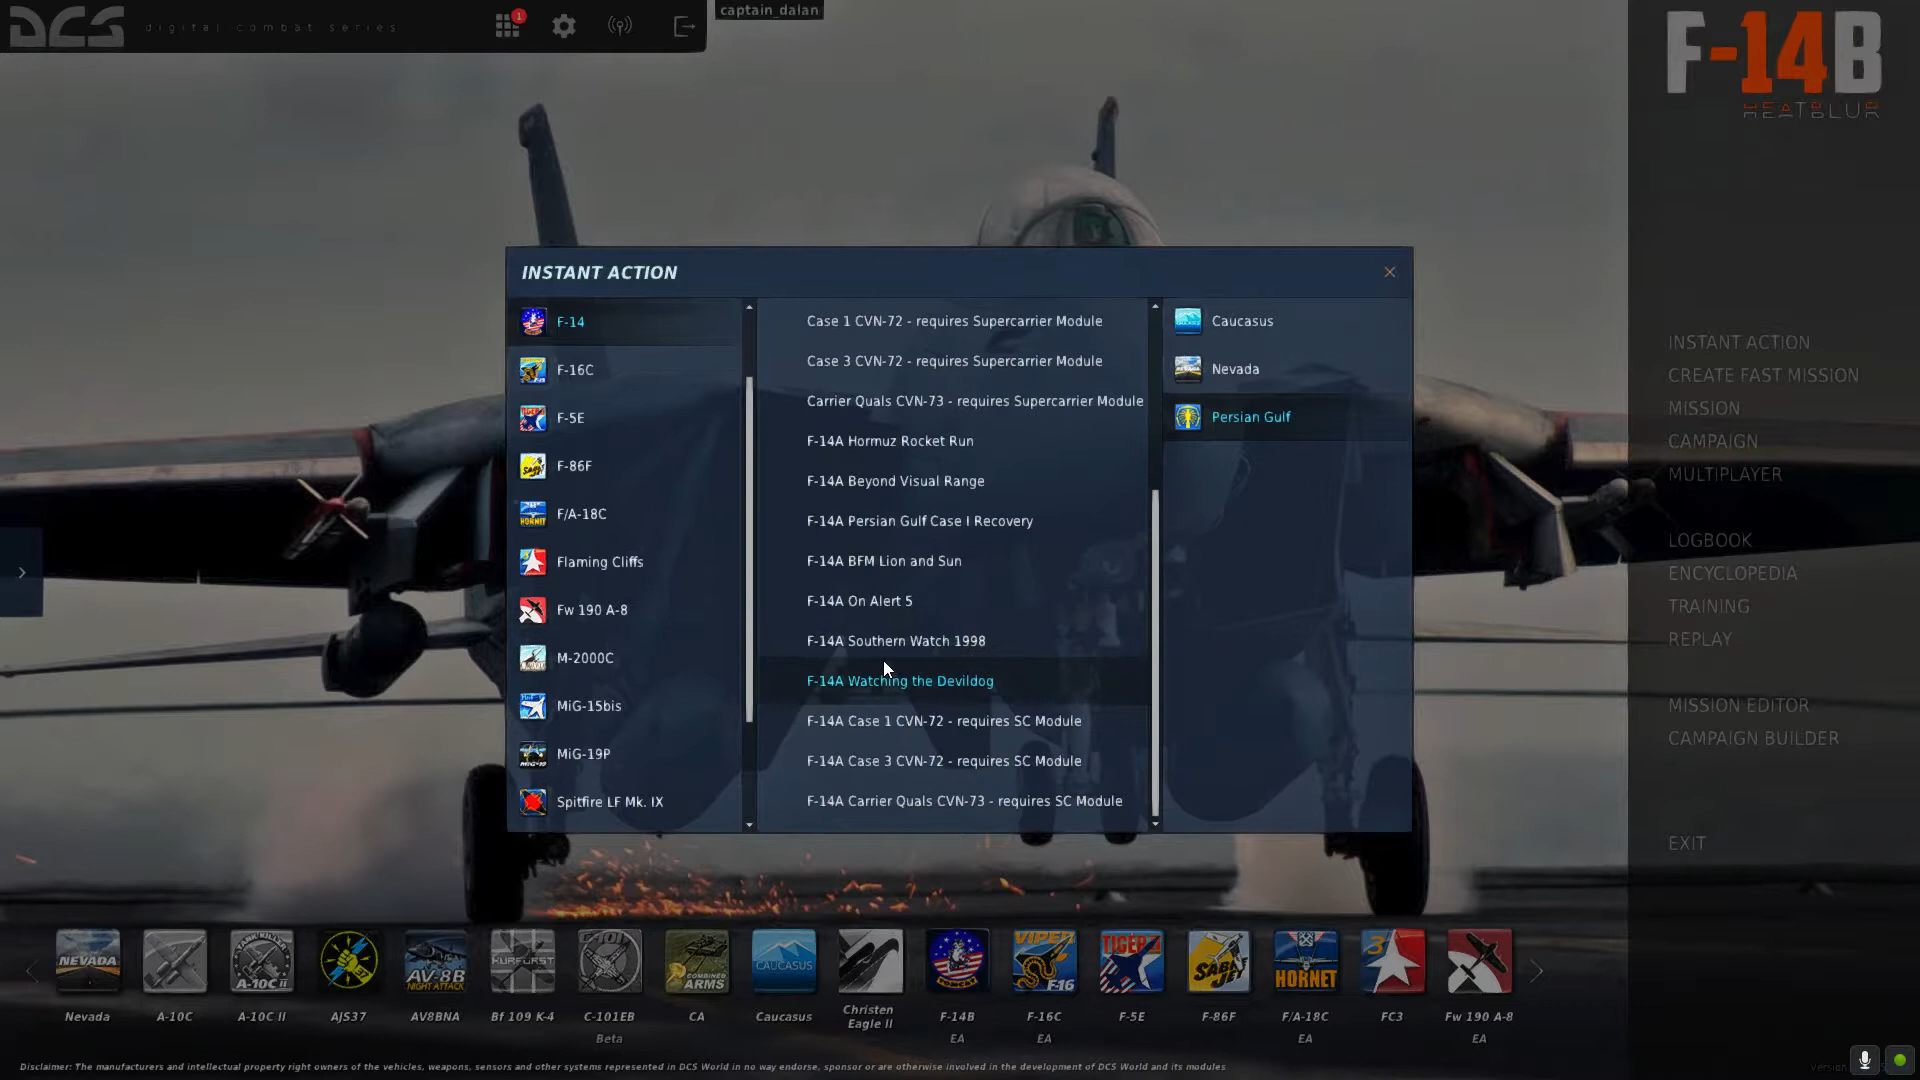 DCS
digital combat series
1
captain_dalan
F-14B
HEATBLUR
INSTANT ACTION
F-14
F-16C
F-5E
F-86F
F/A-18C
Flaming Cliffs
Fw 190 A-8
M-2000C
MiG-15bis
MiG-19P
Spitfire LF Mk. IX
Case 1 CVN-72 - requires Supercarrier Module
Case 3 CVN-72 - requires Supercarrier Module
Carrier Quals CVN-73 - requires Supercarrier Module
F-14A Hormuz Rocket Run
F-14A Beyond Visual Range
F-14A Persian Gulf Case I Recovery
F-14A BFM Lion and Sun
F-14A On Alert 5
F-14A Southern Watch 1998
F-14A Watching the Devildog
F-14A Case 1 CVN-72 - requires SC Module
F-14A Case 3 CVN-72 - requires SC Module
F-14A Carrier Quals CVN-73 - requires SC Module
Caucasus
Nevada
Persian Gulf
INSTANT ACTION
CREATE FAST MISSION
MISSION
CAMPAIGN
MULTIPLAYER
LOGBOOK
ENCYCLOPEDIA
TRAINING
REPLAY
MISSION EDITOR
CAMPAIGN BUILDER
EXIT
NEVADA
A-10C II
AV-8B
NIGHT ATTACK
KURFÜRST
C-101
COMBINED
ARMS
CAUCASUS
TOMCAT
VIPER
F-16
TIGER
SABRE
JET
HORNET
3
Nevada
A-10C
A-10C II
AJS37
AV8BNA
Bf 109 K-4
C-101EB
Beta
CA
Caucasus
Christen
Eagle II
F-14B
EA
F-16C
EA
F-5E
F-86F
F/A-18C
EA
FC3
Fw 190 A-8
EA
Disclaimer: The manufacturers and intellectual property right owners of the vehicles, weapons, sensors and other systems represented in DCS World in no way endorse, sponsor or are otherwise involved in the development of DCS World and its modules